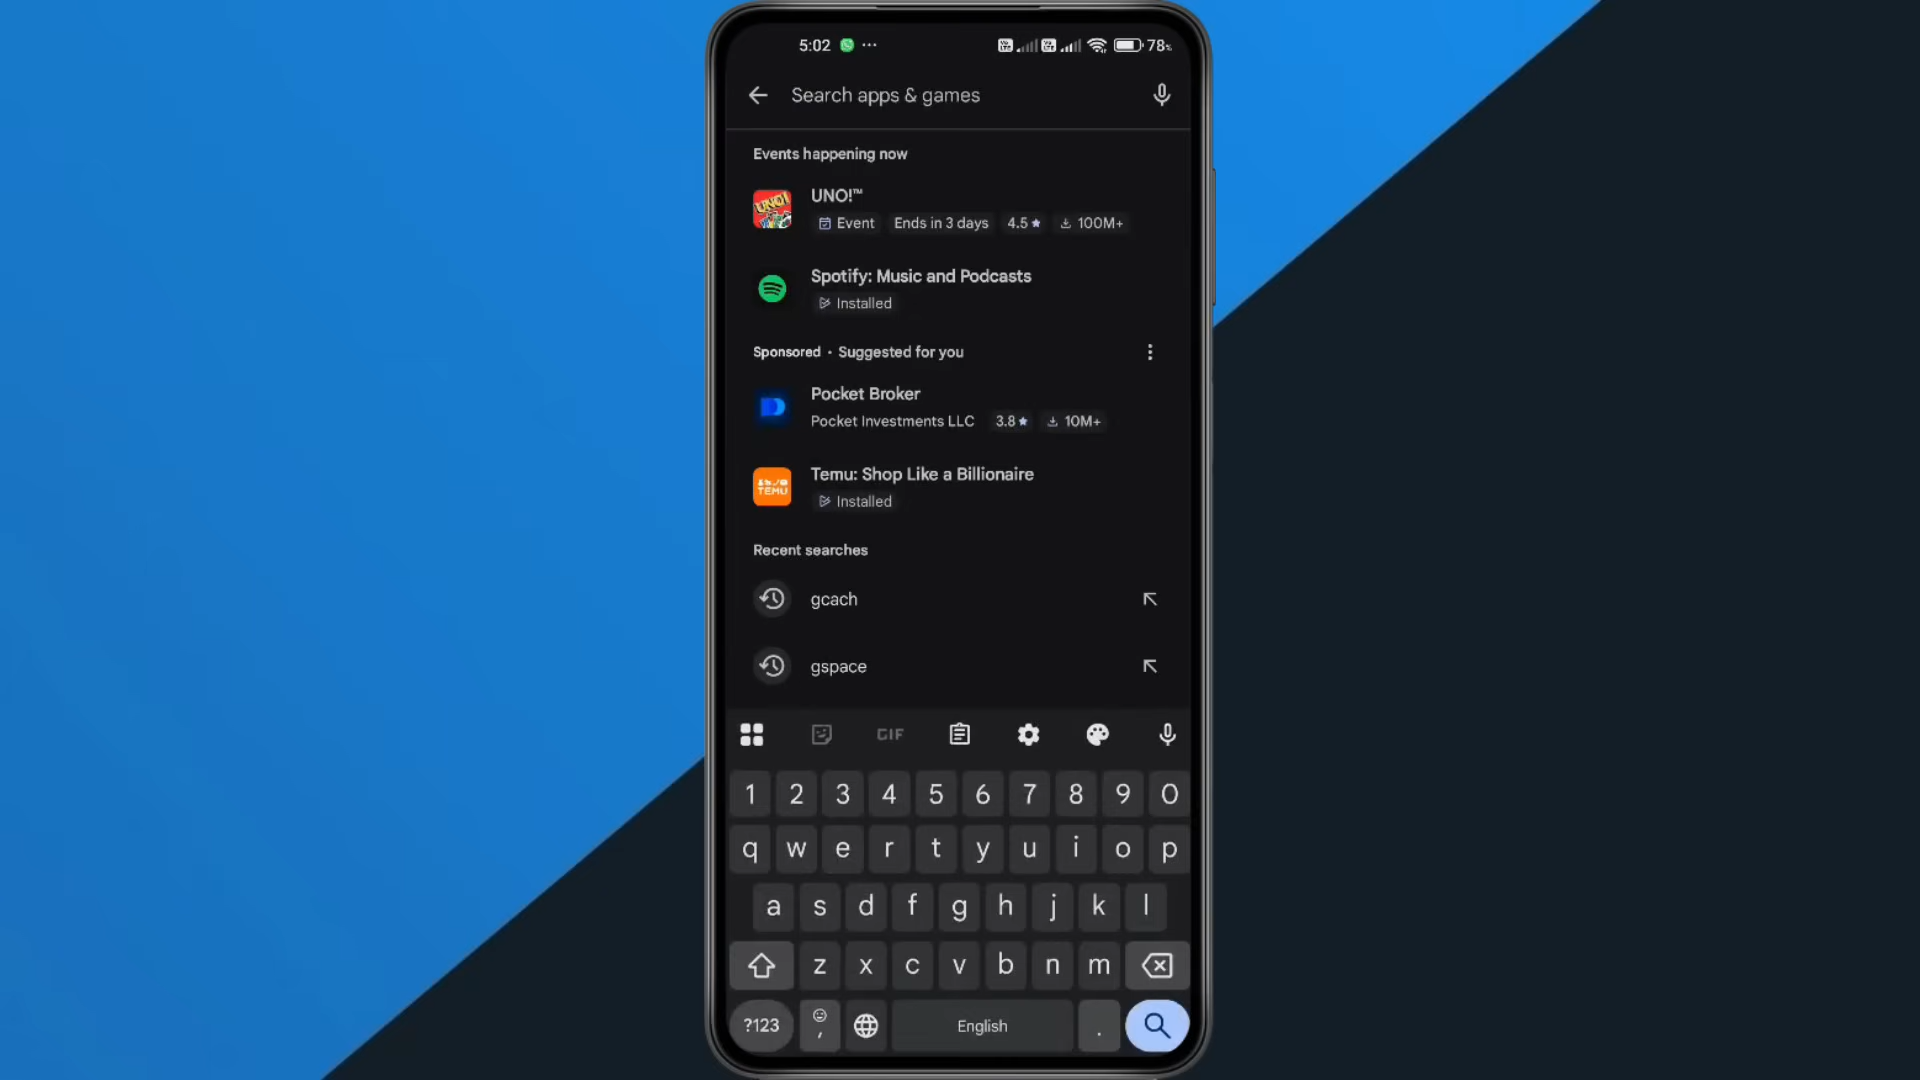 5:02 ··· 78%
Search apps & games
Events happening now
UNO!™
Event Ends in 3 days 4.5★ 100M+
Spotify: Music and Podcasts
Installed
Sponsored • Suggested for you
Pocket Broker
Pocket Investments LLC 3.8★ 10M+
Temu: Shop Like a Billionaire
TEMU
Installed
Recent searches
gcach
gspace
GIF
1 2 3 4 5 6 7 8 9 0
q w e r t y u i o p
a s d f g h j k l
z x c v b n m
?123 , English .